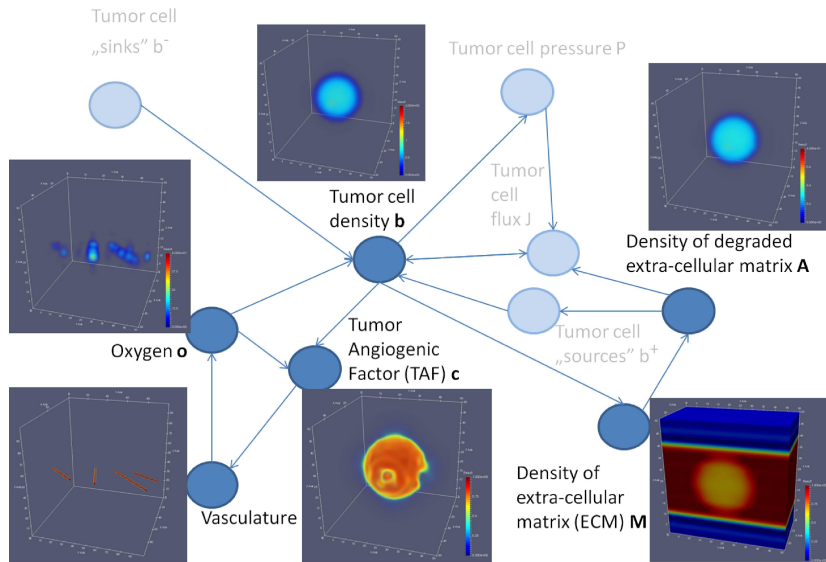 Tumor cell
„sinks” b-
Tumor cell pressure P
Tumor cell
density b
Tumor
cell
flux J
Density of degraded
extra-cellular matrix A
Oxygen o
Tumor
Angiogenic
Factor (TAF) c
Tumor cell
„sources” b+
Vasculature
Density of
extra-cellular
matrix (ECM) M